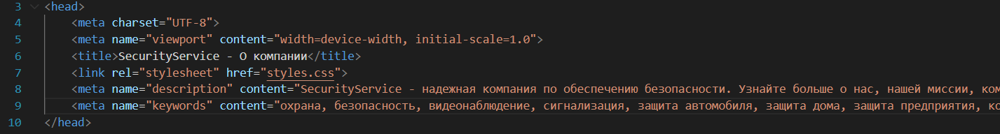 3 <head>
4 <meta charset="UTF-8">
5 <meta name="viewport" content="width=device-width, initial-scale=1.0">
6 <title>SecurityService - О компании</title>
7 <link rel="stylesheet" href="styles.css">
8 <meta name="description" content="SecurityService - надежная компания по обеспечению безопасности. Узнайте больше о нас, нашей миссии,
9 <meta name="keywords" content="охрана, безопасность, видеонаблюдение, сигнализация, защита автомобиля, защита дома, защита предприятия,
10 </head>